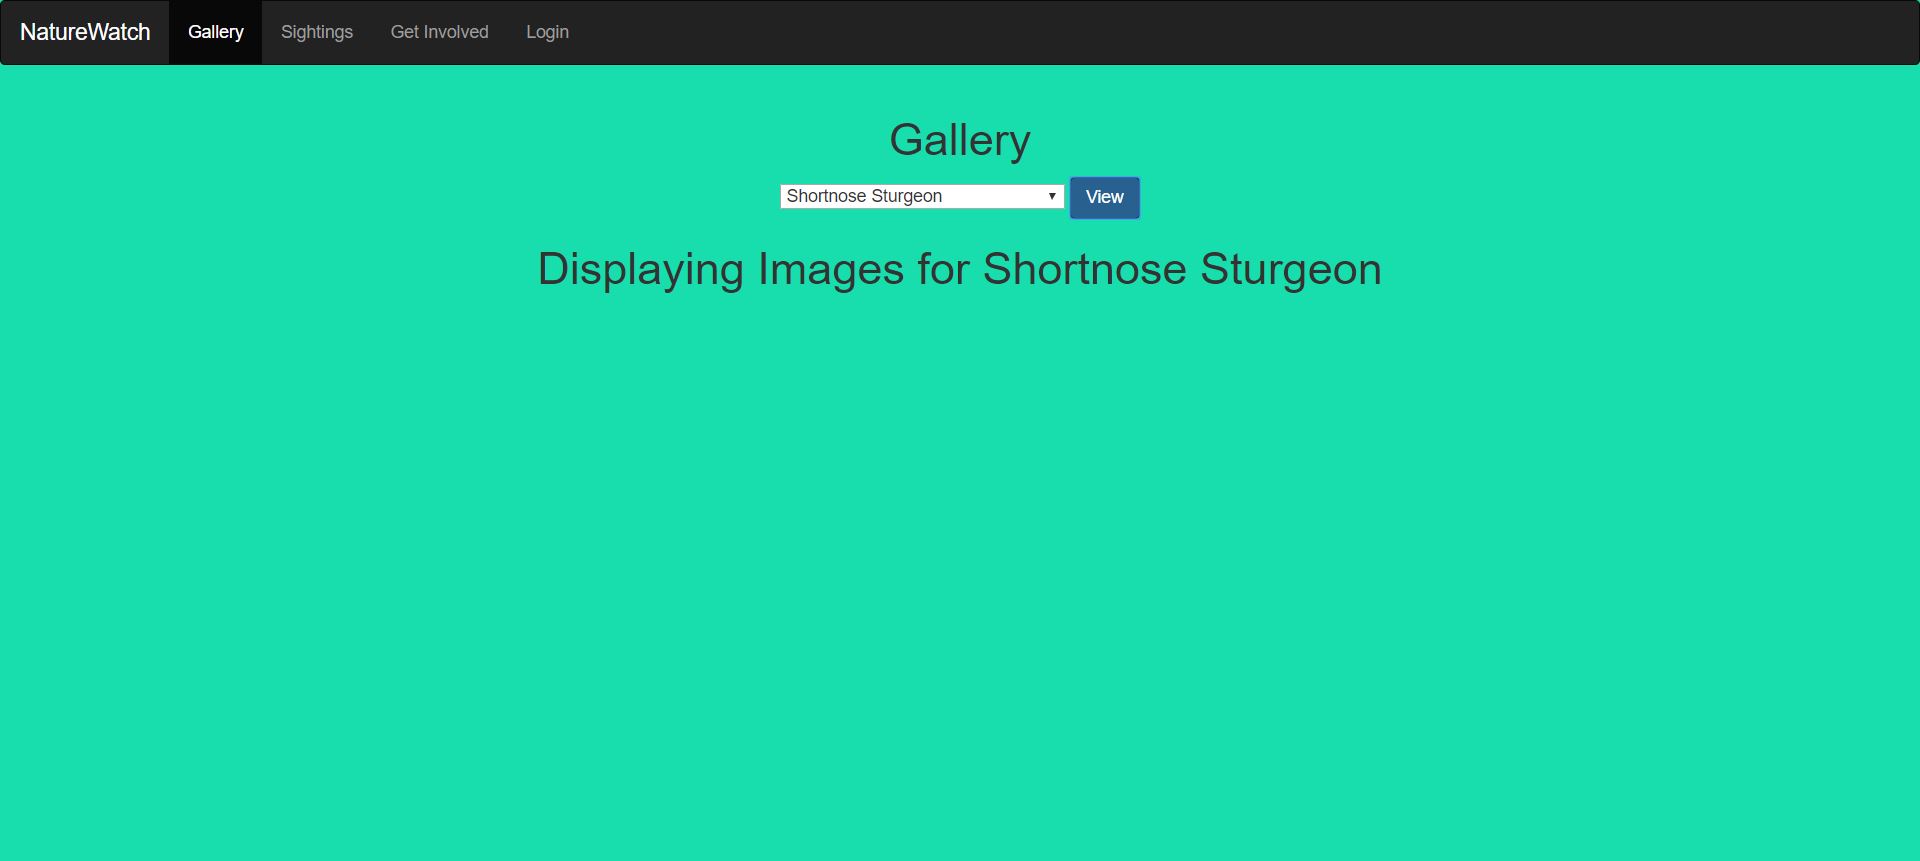 NatureWatch Gallery Sightings Get Involved Login
Gallery
Shortnose Sturgeon View
Displaying Images for Shortnose Sturgeon